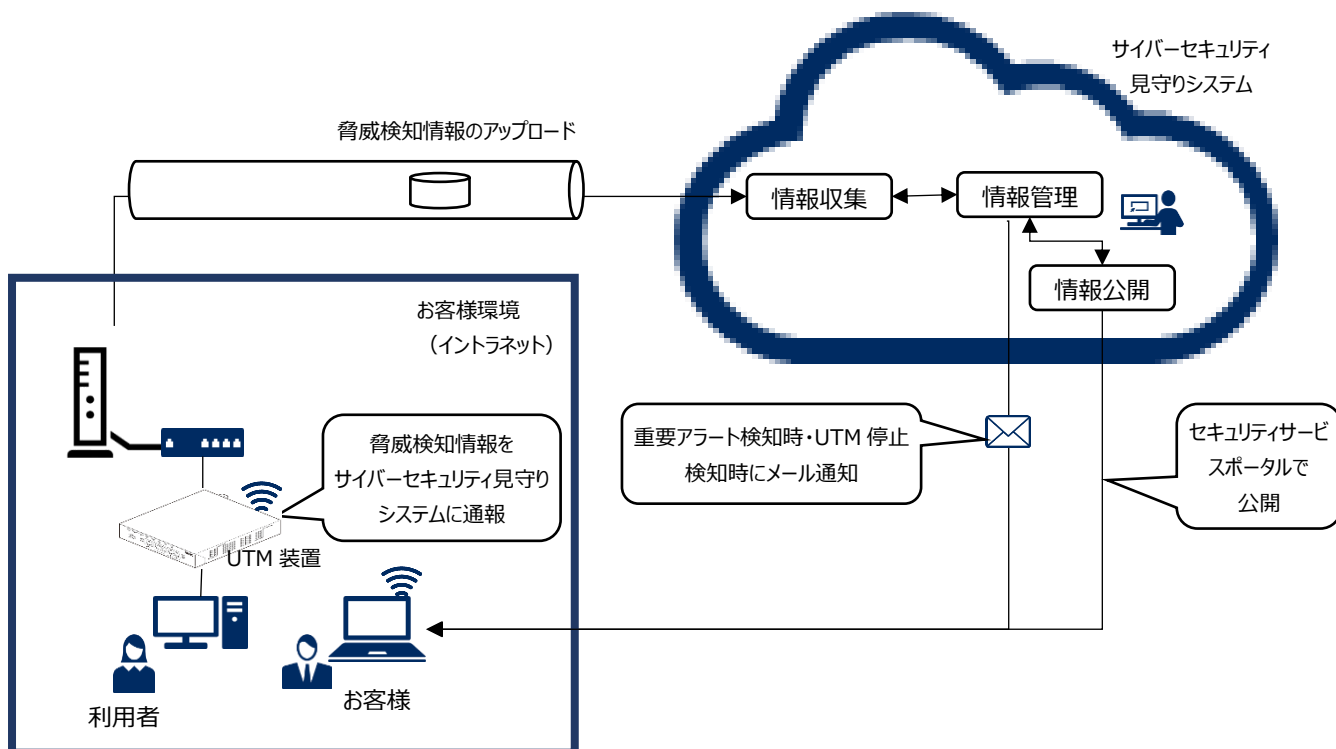 サイバーセキュリティ
見守りシステム
脅威検知情報のアップロード
情報収集
情報管理
情報公開
お客様環境
（イントラネット）
脅威検知情報を
サイバーセキュリティ見守り
システムに通報
UTM 装置
重要アラート検知時・UTM 停止
検知時にメール通知
セキュリティサービ
スポータルで
公開
利用者
お客様